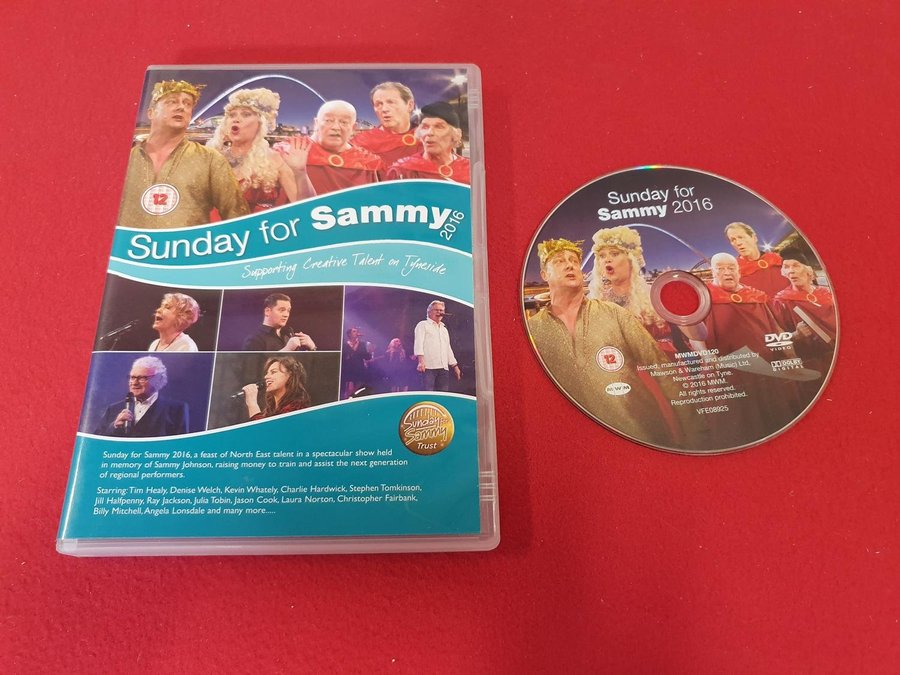 12
Sunday for Sammy 2016
Supporting Creative Talent on Tyneside
Sunday for Sammy Trust
Sunday for Sammy 2016, a feast of North East talent in a spectacular show held
in memory of Sammy Johnson, raising money to train and assist the next generation
of regional performers.
Starring: Tim Healy, Denise Welch, Kevin Whately, Charlie Hardwick, Stephen Tomkinson,
Jill Halfpenny, Ray Jackson, Julia Tobin, Jason Cook, Laura Norton, Christopher Fairbank,
Billy Mitchell, Angela Lonsdale and many more.....
Sunday for
Sammy 2016
12
MWM
MWMDVD120
Issued, manufactured and distributed by
Mawson & Wareham (Music) Ltd,
Newcastle on Tyne.
© 2016 MWM.
All rights reserved.
Reproduction prohibited.
VFE08925
DVD
VIDEO
DOLBY
DIGITAL